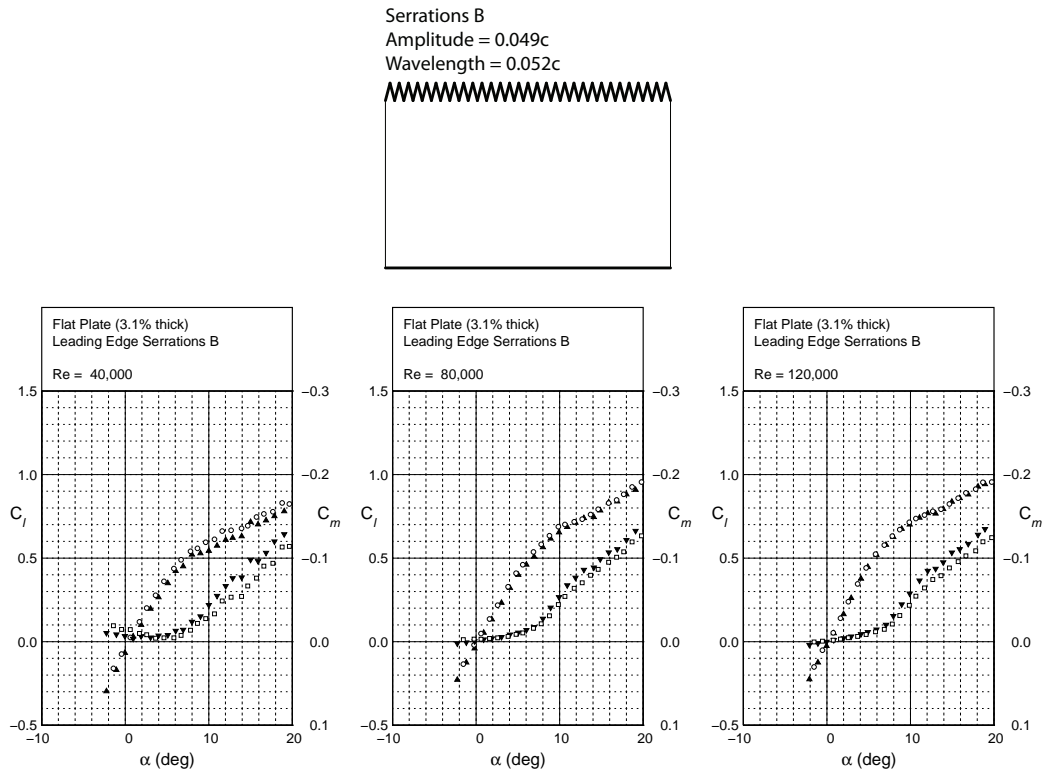 Serrations B
Amplitude = 0.049c
Wavelength = 0.052c
Flat Plate (3.1% thick)
Leading Edge Serrations B
Re = 40,000
1.5
1.0
0.5
0.0
−0.5
C_l
−0.3
−0.2
−0.1
0.0
0.1
C_m
−10 0 10 20
α (deg)
Flat Plate (3.1% thick)
Leading Edge Serrations B
Re = 80,000
1.5
1.0
0.5
0.0
−0.5
C_l
−0.3
−0.2
−0.1
0.0
0.1
C_m
−10 0 10 20
α (deg)
Flat Plate (3.1% thick)
Leading Edge Serrations B
Re = 120,000
1.5
1.0
0.5
0.0
−0.5
C_l
−0.3
−0.2
−0.1
0.0
0.1
C_m
−10 0 10 20
α (deg)